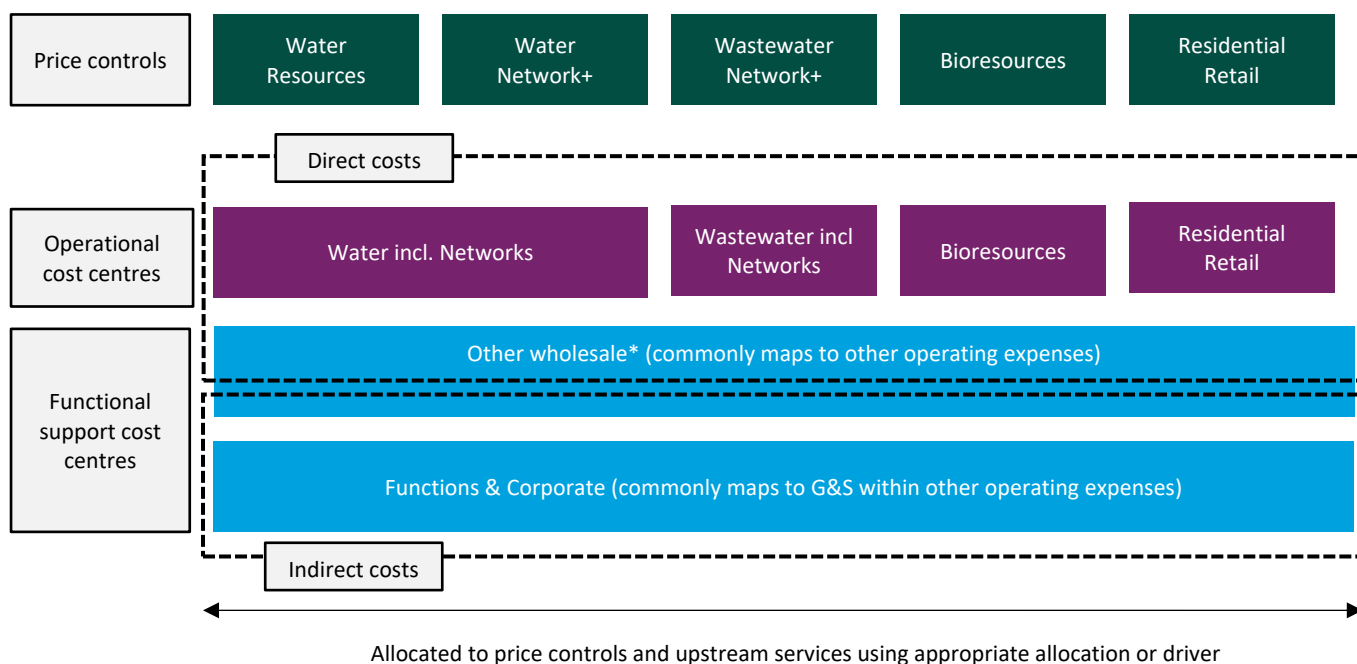 Price controls
Water
Resources
Water
Network+
Wastewater
Network+
Bioresources
Residential
Retail
Direct costs
Operational
cost centres
Water incl. Networks
Wastewater incl
Networks
Bioresources
Residential
Retail
Functional
support cost
centres
Other wholesale* (commonly maps to other operating expenses)
Functions & Corporate (commonly maps to G&S within other operating expenses)
Indirect costs
Allocated to price controls and upstream services using appropriate allocation or driver